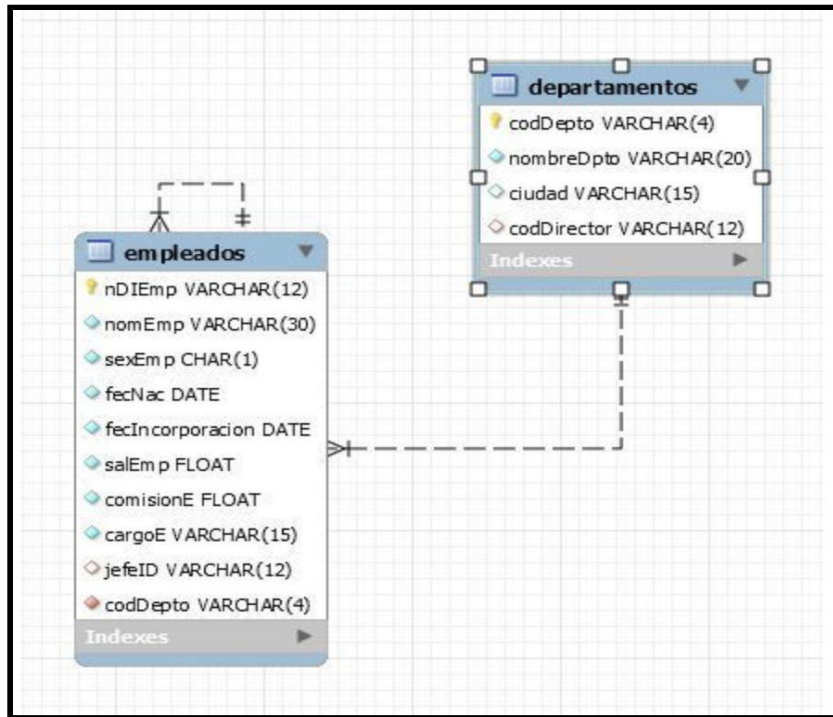 departamentos
codDepto VARCHAR(4)
nombreDpto VARCHAR(20)
ciudad VARCHAR(15)
codDirector VARCHAR(12)
Indexes
empleados
nDIEmp VARCHAR(12)
nomEmp VARCHAR(30)
sexEmp CHAR(1)
fecNac DATE
fecIncorporacion DATE
salEmp FLOAT
comisionE FLOAT
cargoE VARCHAR(15)
jefeID VARCHAR(12)
codDepto VARCHAR(4)
Indexes